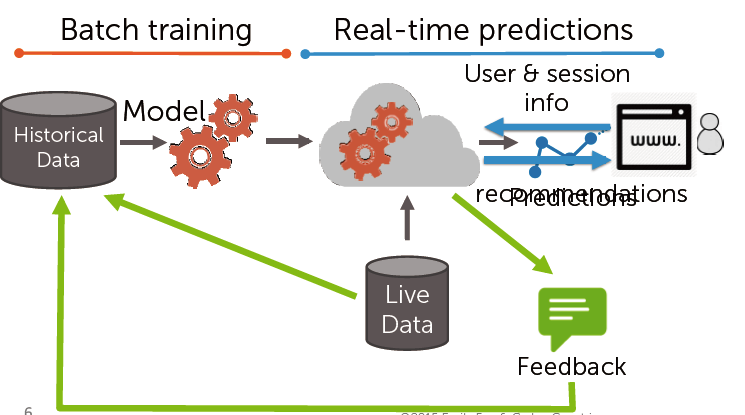 Batch training
Real-time predictions
User & session
info
Model
Historical
Data
www.
recommendations
Predictions
Live
Data
Feedback
6